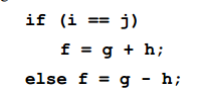 if (i == j)
f = g + h;
else f = g - h;